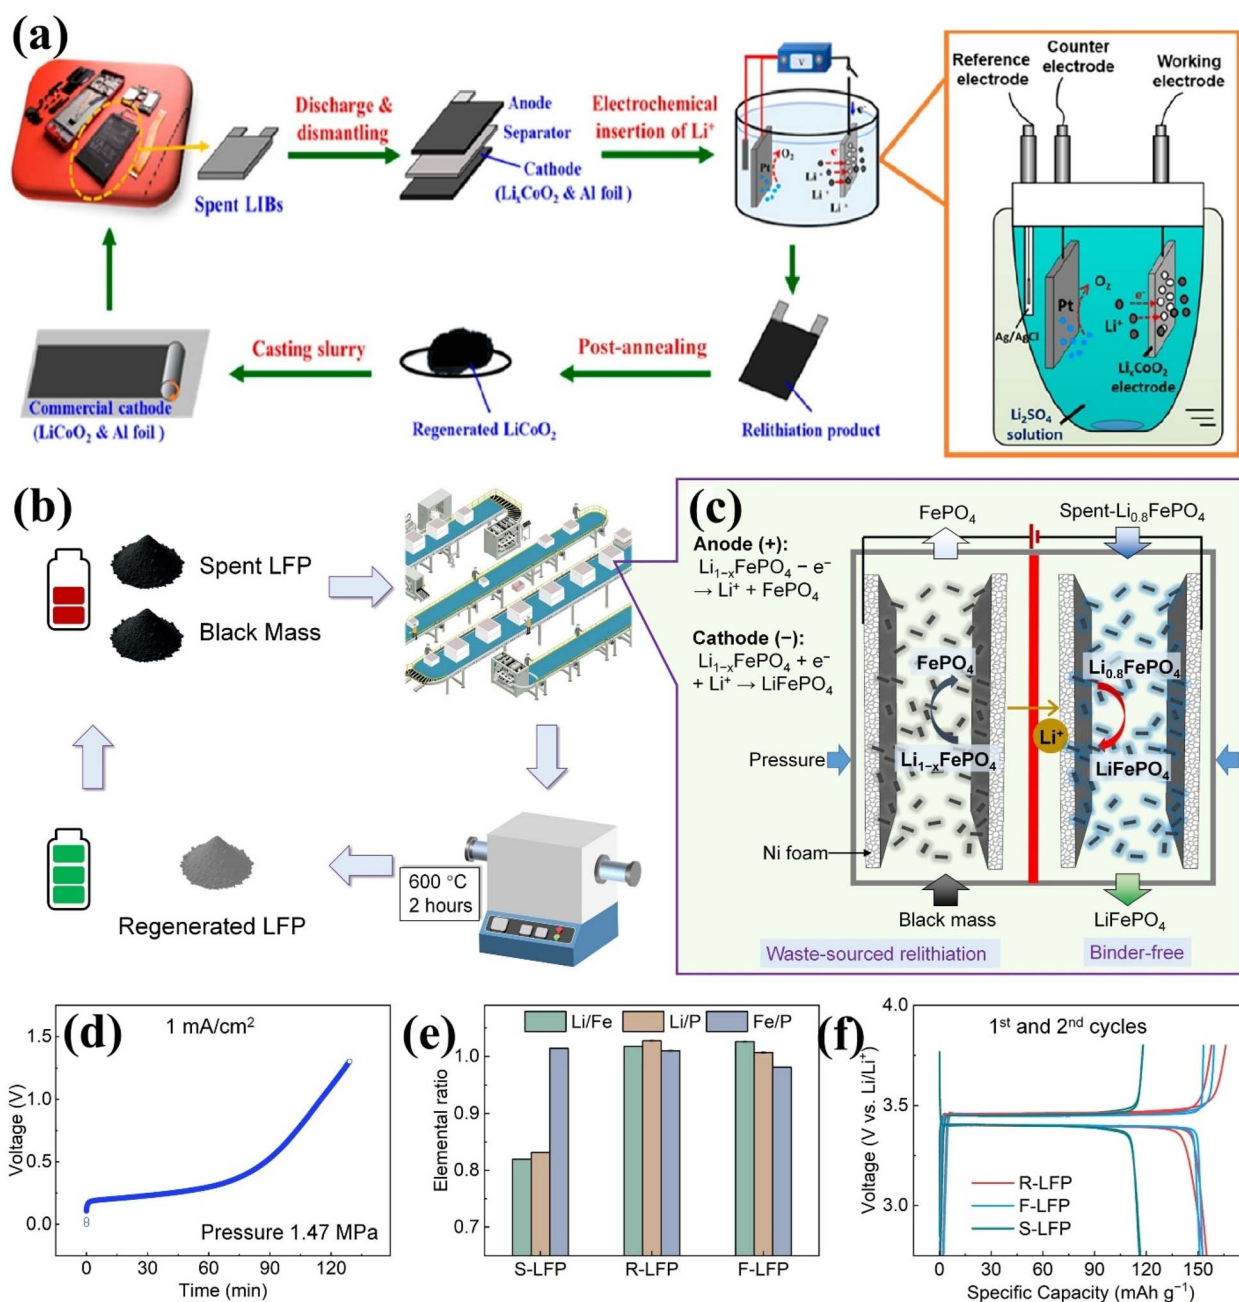 (a)
Spent LIBs
Discharge &
dismantling
Anode
Separator
Cathode
(LiₓCoO₂ & Al foil )
Electrochemical
insertion of Li⁺
V
e⁻
Pt
O₂
e⁻
Li⁺
Li⁺
Li⁺
Reference
electrode
Counter
electrode
Working
electrode
O₂
Pt
e⁻
Li⁺
Ag/AgCl
LiₓCoO₂
electrode
Li₂SO₄
solution
Relithiation product
Post-annealing
Regenerated LiCoO₂
Casting slurry
Commercial cathode
(LiCoO₂ & Al foil )
(b)
Spent LFP
Black Mass
600 °C
2 hours
Regenerated LFP
(c)
FePO₄
Spent-Li₀.₈FePO₄
Anode (+):
Li₁₋ₓFePO₄ − e⁻
→ Li⁺ + FePO₄
Cathode (−):
Li₁₋ₓFePO₄ + e⁻
+ Li⁺ → LiFePO₄
FePO₄
Li₁₋ₓFePO₄
Li⁺
Li₀.₈FePO₄
LiFePO₄
Pressure
Ni foam
Black mass
LiFePO₄
Waste-sourced relithiation
Binder-free
(d)
1 mA/cm²
Pressure 1.47 MPa
Voltage (V)
1.5
1.0
0.5
0.0
0
30
60
90
120
Time (min)
(e)
Li/Fe
Li/P
Fe/P
Elemental ratio
1.0
0.9
0.8
0.7
S-LFP
R-LFP
F-LFP
(f)
1st and 2nd cycles
Voltage (V vs. Li/Li⁺)
4.0
3.5
3.0
R-LFP
F-LFP
S-LFP
0
30
60
90
120
150
Specific Capacity (mAh g⁻¹)